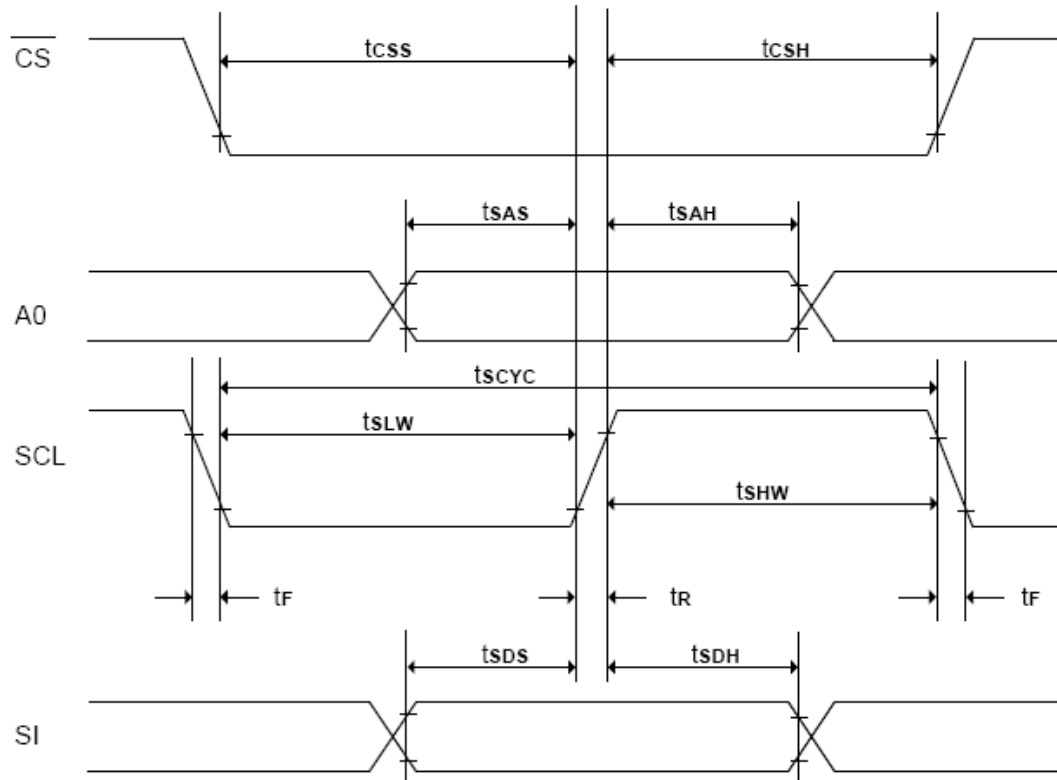 CS
tCSS
tCSH
tSAS
tSAH
A0
tSCYC
tSLW
SCL
tSHW
tF
tR
tF
tSDS
tSDH
SI